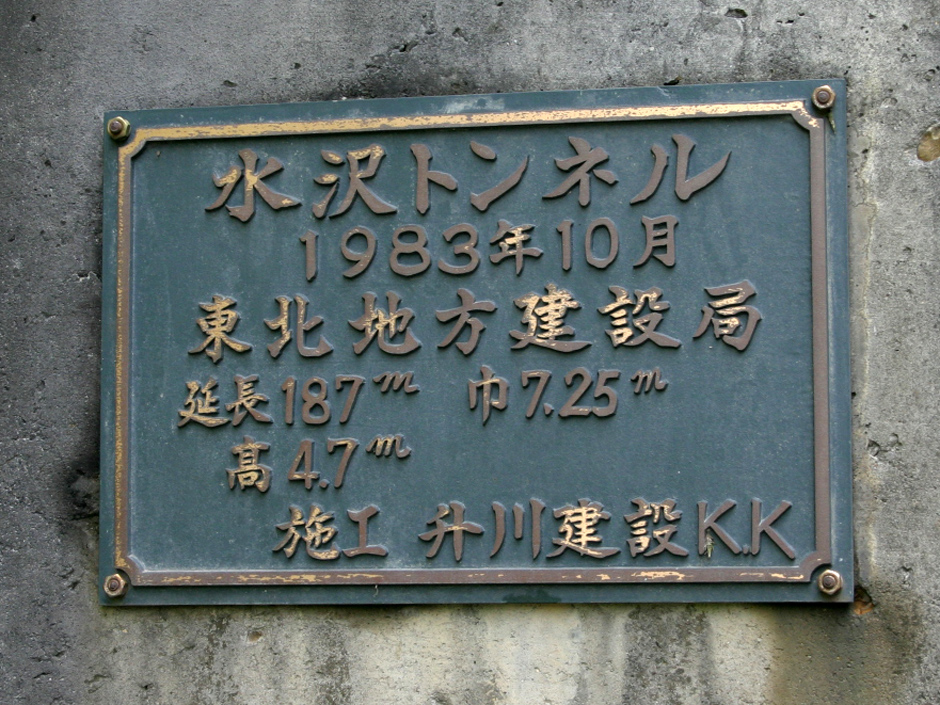 水沢トンネル
1983年10月
東北地方建設局
延長187m 巾7.25m
高4.7m
施工 升川建設K.K